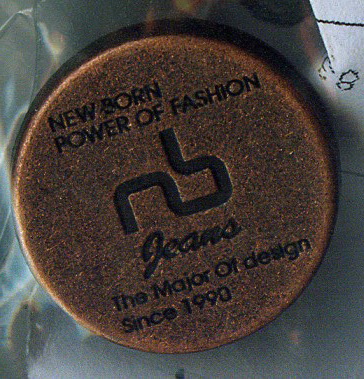 NEW BORN
POWER OF FASHION
nb
Jeans
The Major Of design
since 1990